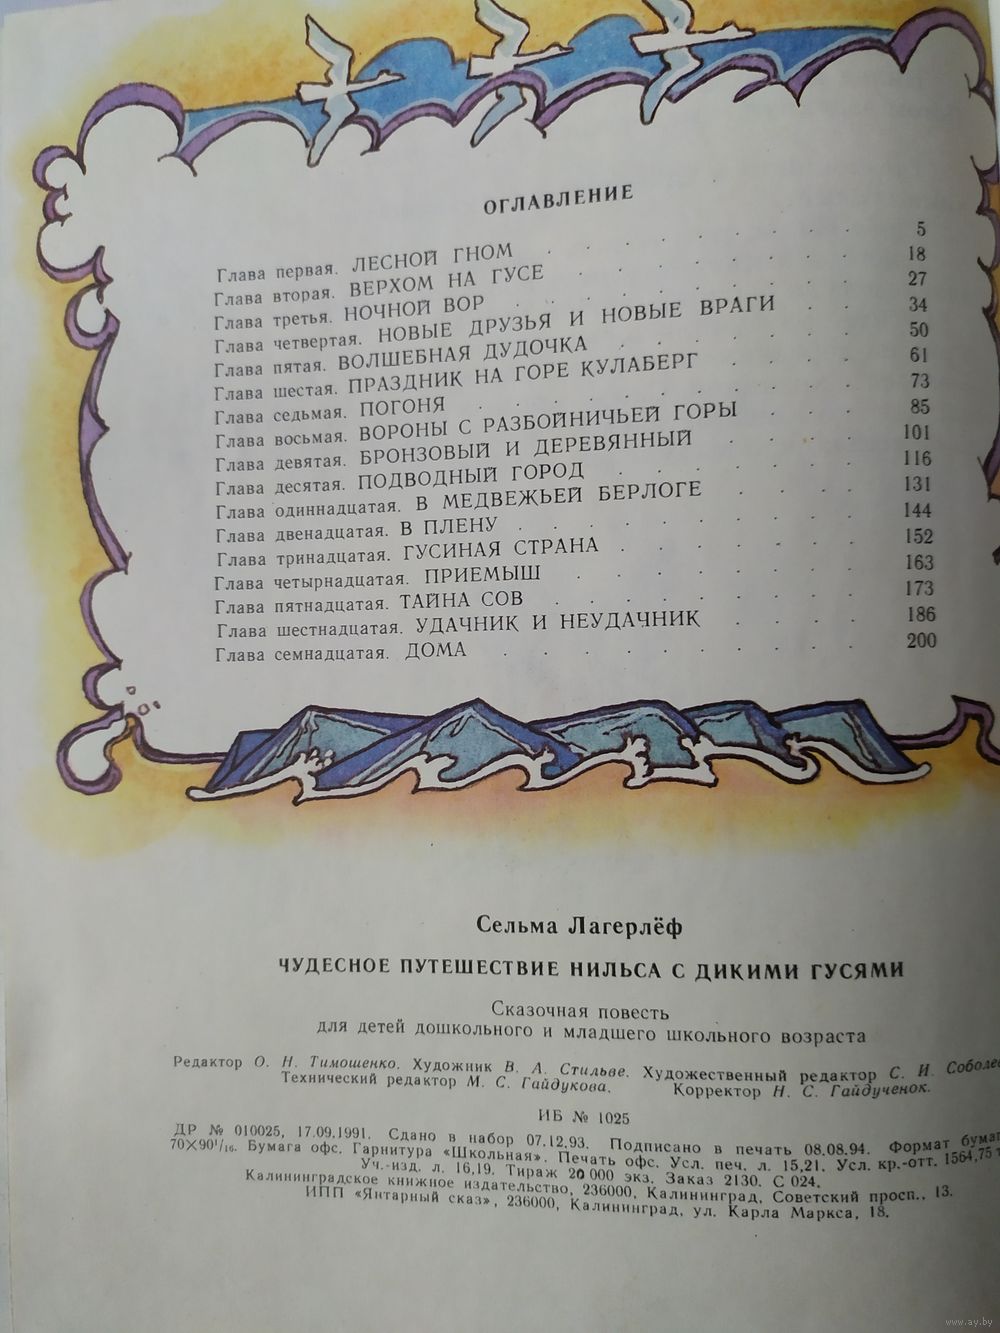 ОГЛАВЛЕНИЕ
Глава первая. ЛЕСНОЙ ГНОМ . . . . . . . . 5
Глава вторая. ВЕРХОМ НА ГУСЕ . . . . . . . 18
Глава третья. НОЧНОЙ ВОР . . . . . . . . 27
Глава четвертая. НОВЫЕ ДРУЗЬЯ И НОВЫЕ ВРАГИ . . 34
Глава пятая. ВОЛШЕБНАЯ ДУДОЧКА . . . . . . 50
Глава шестая. ПРАЗДНИК НА ГОРЕ КУЛАБЕРГ . . . . 61
Глава седьмая. ПОГОНЯ . . . . . . . . . 73
Глава восьмая. ВОРОНЫ С РАЗБОЙНИЧЬЕЙ ГОРЫ . . . 85
Глава девятая. БРОНЗОВЫЙ И ДЕРЕВЯННЫЙ . . . . 101
Глава десятая. ПОДВОДНЫЙ ГОРОД . . . . . . 116
Глава одиннадцатая. В МЕДВЕЖЬЕЙ БЕРЛОГЕ . . . . 131
Глава двенадцатая. В ПЛЕНУ . . . . . . . . 144
Глава тринадцатая. ГУСИНАЯ СТРАНА . . . . . . 152
Глава четырнадцатая. ПРИЕМЫШ . . . . . . . 163
Глава пятнадцатая. ТАЙНА СОВ . . . . . . . 173
Глава шестнадцатая. УДАЧНИК И НЕУДАЧНИК . . . . 186
Глава семнадцатая. ДОМА . . . . . . . . . 200
Сельма Лагерлёф
ЧУДЕСНОЕ ПУТЕШЕСТВИЕ НИЛЬСА С ДИКИМИ ГУСЯМИ
Сказочная повесть
для детей дошкольного и младшего школьного возраста
Редактор О. Н. Тимошенко. Художник В. А. Стильве. Художественный редактор С. И.
Технический редактор М. С. Гайдукова. Корректор Н. С. Гайдученок.
ИБ № 1025
ДР № 010025, 17.09.1991. Сдано в набор 07.12.93. Подписано в печать 08.08.94. Формат
70×90¹/₁₆. Бумага офс. Гарнитура «Школьная». Печать офс. Усл. печ. л. 15,21. Усл. кр.-отт. 1564,75
Уч.-изд. л. 16,19. Тираж 20 000 экз. Заказ 2130. С 024.
Калининградское книжное издательство, 236000, Калининград, Советский просп., 13.
ИПП «Янтарный сказ», 236000, Калининград, ул. Карла Маркса, 18.
www.ay.by